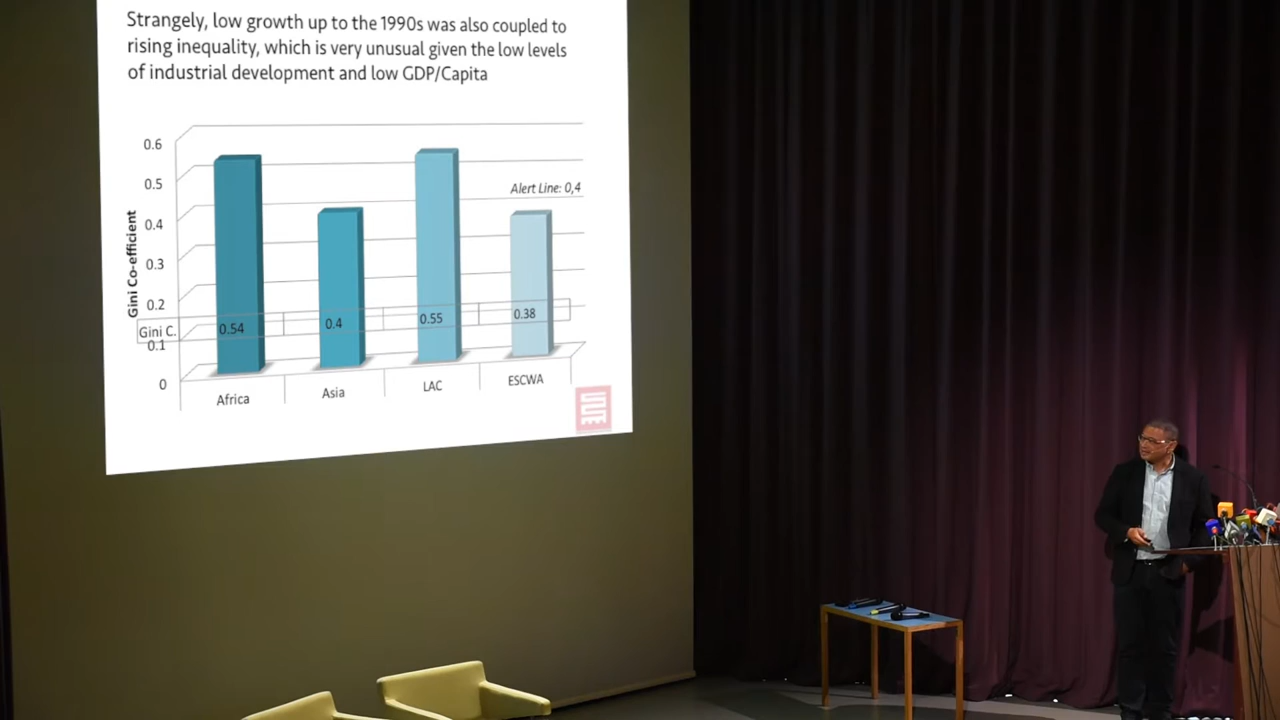 Strangely, low growth up to the 1990s was also coupled to
rising inequality, which is very unusual given the low levels
of industrial development and low GDP/Capita
0.6
0.5
Alert Line: 0,4
0.4
0.3
0.2
0.1
0
Gini Co-efficient
Gini C. 0.54 0.4 0.55 0.38
Africa Asia LAC ESCWA